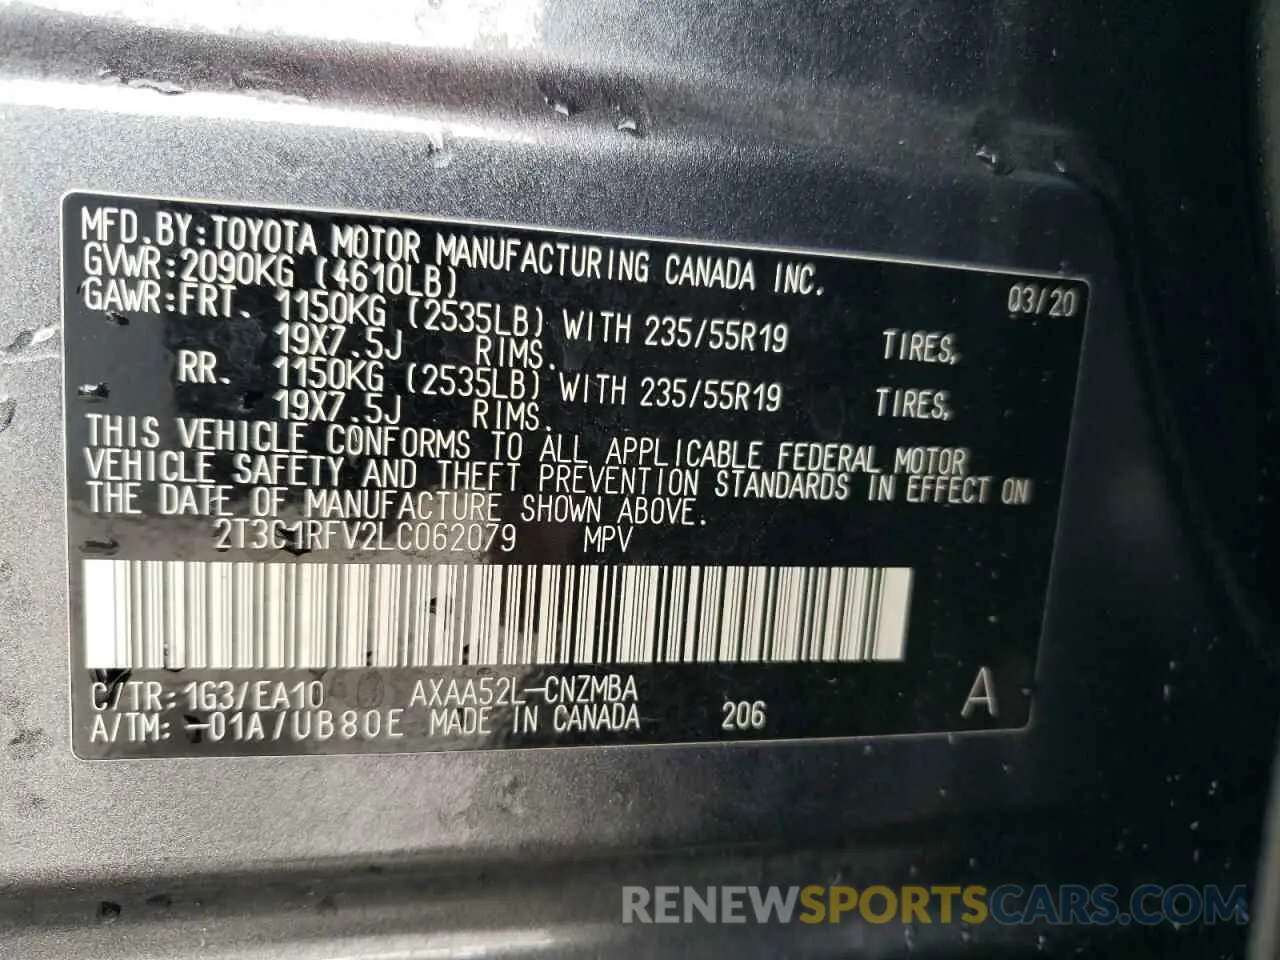 MFD.BY:TOYOTA MOTOR MANUFACTURING CANADA INC.
GVWR:2090KG (4610LB) 03/20
GAWR:FRT. 1150KG (2535LB) WITH 235/55R19 TIRES,
19X7.5J RIMS.
RR. 1150KG (2535LB) WITH 235/55R19 TIRES,
19X7.5J RIMS.
THIS VEHICLE CONFORMS TO ALL APPLICABLE FEDERAL MOTOR
VEHICLE SAFETY AND THEFT PREVENTION STANDARDS IN EFFECT ON
THE DATE OF MANUFACTURE SHOWN ABOVE.
2T3G1RFV2LC062079 MPV
C/TR:1G3/EA10 AXAA52L-CNZMBA A
A/TM:-01A/UB80E MADE IN CANADA 206
RENEWSPORTSCARS.COM